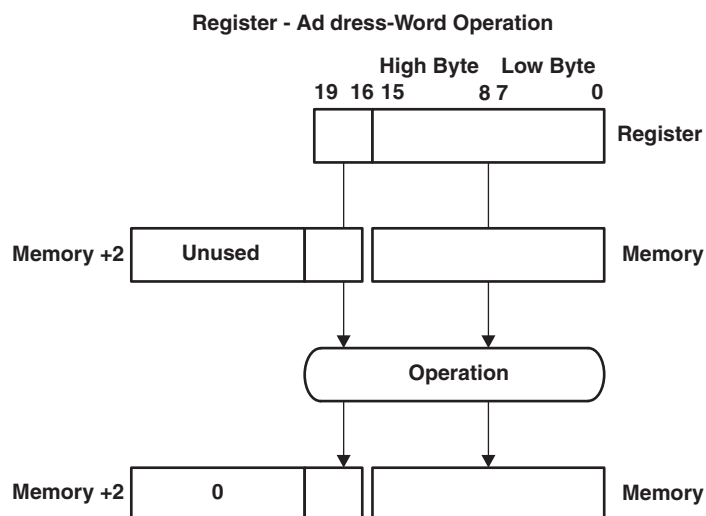 Register - Ad dress-Word Operation
High Byte Low Byte
19 16 15 8 7 0
Register
Memory +2 Unused Memory
Operation
Memory +2 0 Memory